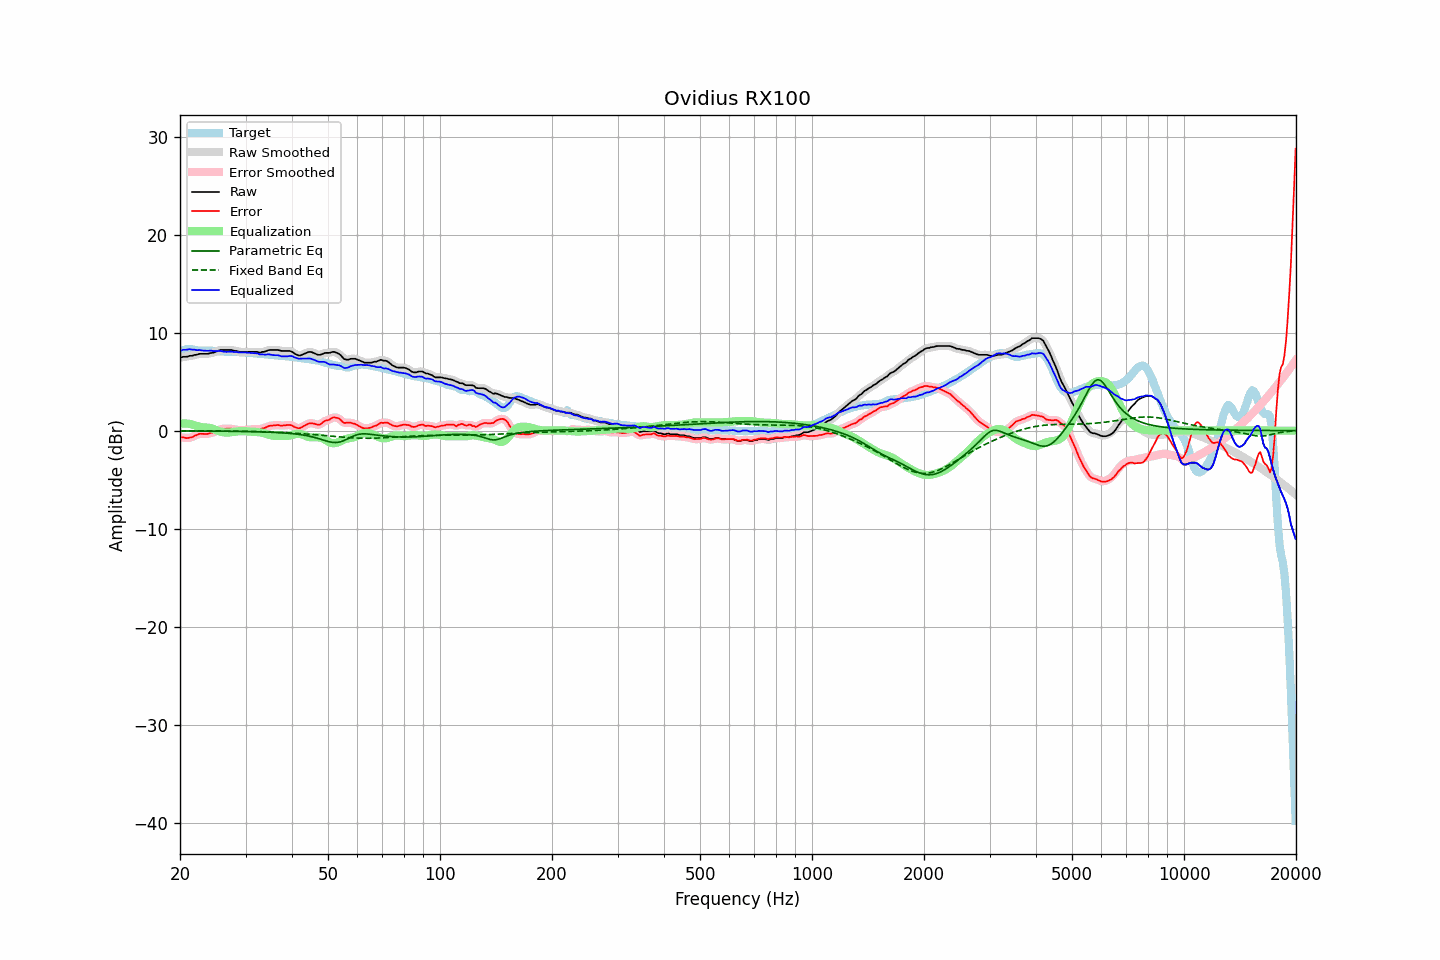 Ovidius RX100
Target
Raw Smoothed
Error Smoothed
Raw
Error
Equalization
Parametric Eq
Fixed Band Eq
Equalized
30
20
10
0
−10
−20
−30
−40
Amplitude (dBr)
20 50 100 200 500 1000 2000 5000 10000 20000
Frequency (Hz)